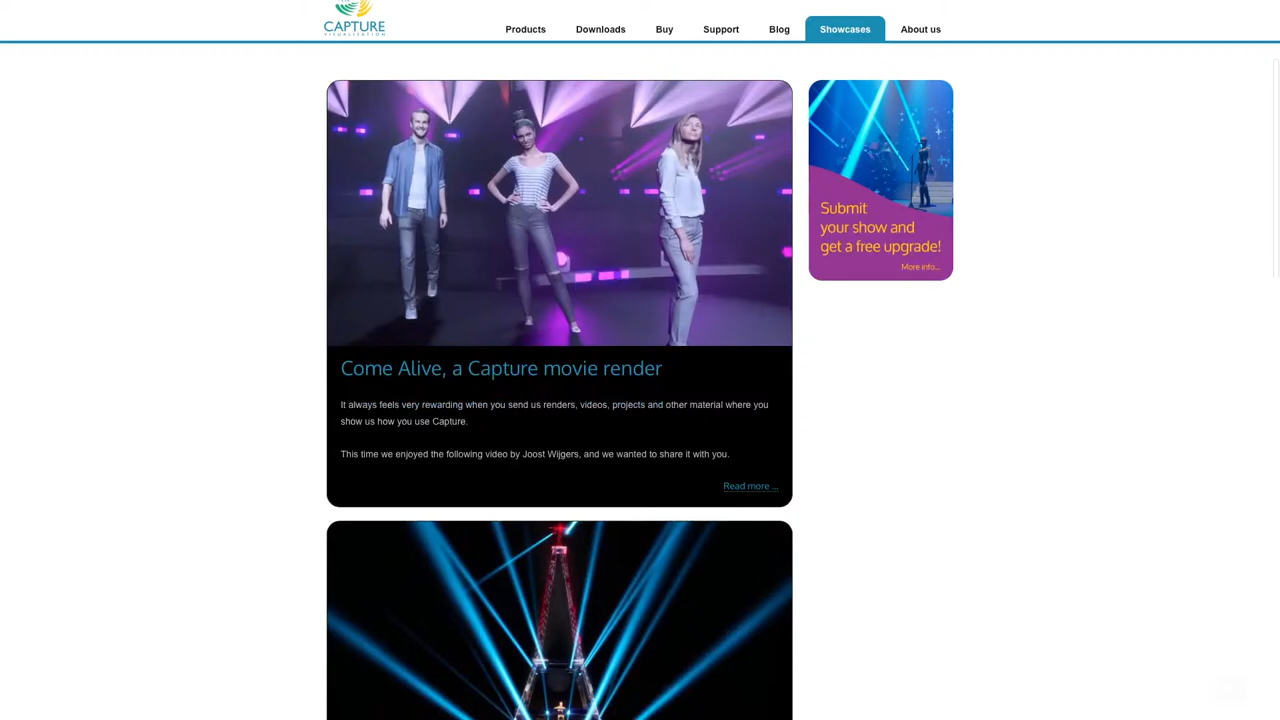 CAPTURE
VISUALISATION
Products Downloads Buy Support Blog Showcases About us
Submit
your show and
get a free upgrade!
More info...
Come Alive, a Capture movie render
It always feels very rewarding when you send us renders, videos, projects and other material where you
show us how you use Capture.
This time we enjoyed the following video by Joost Wijgers, and we wanted to share it with you.
Read more ...